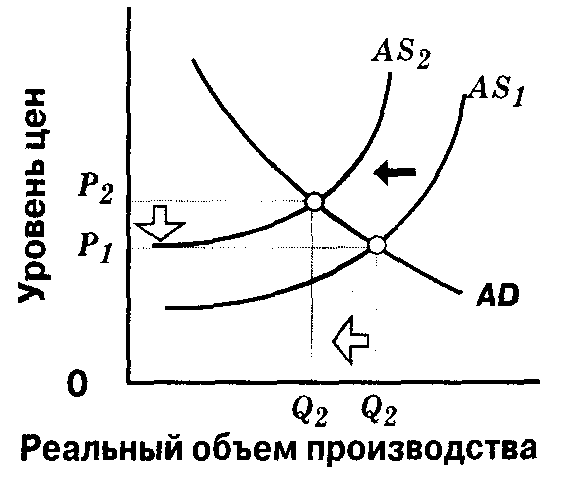 Уровень цен
AS2
AS1
P2
P1
AD
0
Q2 Q2
Реальный объем производства